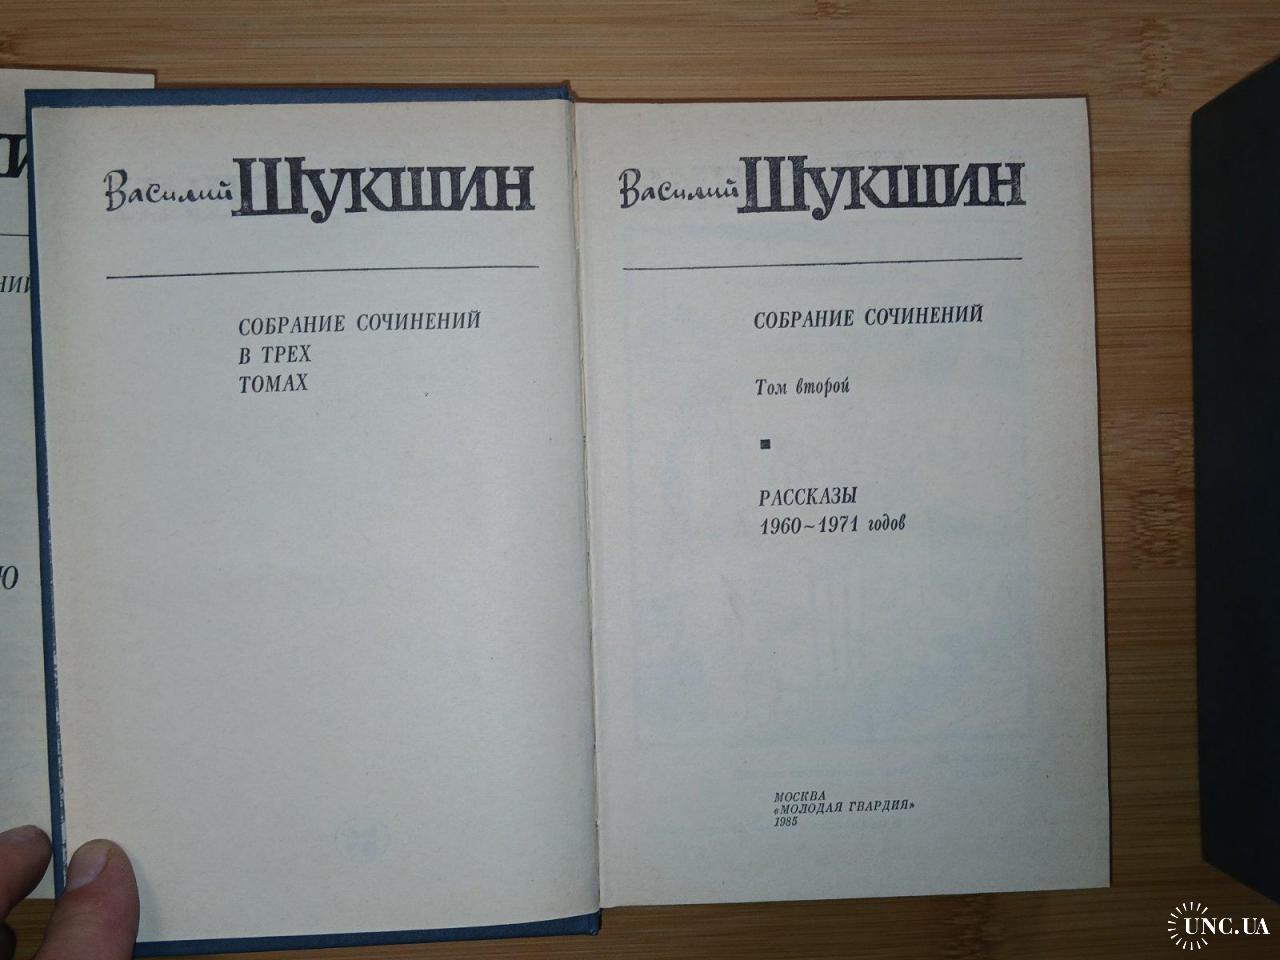 Василий Шукшин
СОБРАНИЕ СОЧИНЕНИЙ
В ТРЕХ
ТОМАХ
Василий Шукшин
СОБРАНИЕ СОЧИНЕНИЙ
Том второй
РАССКАЗЫ
1960~1971 годов
МОСКВА
«МОЛОДАЯ ГВАРДИЯ»
1985
UNC.UA